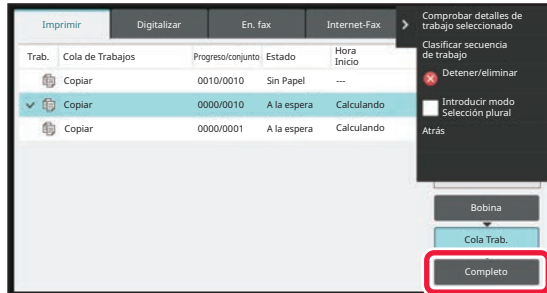 Imprimir Digitalizar En. fax Internet-Fax
Trab. Cola de Trabajos Progreso/conjunto Estado Hora Inicio
Copiar 0010/0010 Sin Papel ---
Copiar 0000/0010 A la espera Calculando
Copiar 0000/0001 A la espera Calculando
Comprobar detalles de
trabajo seleccionado
Clasificar secuencia
de trabajo
Detener/eliminar
Introducir modo
Selección plural
Atrás
Bobina
Cola Trab.
Completo